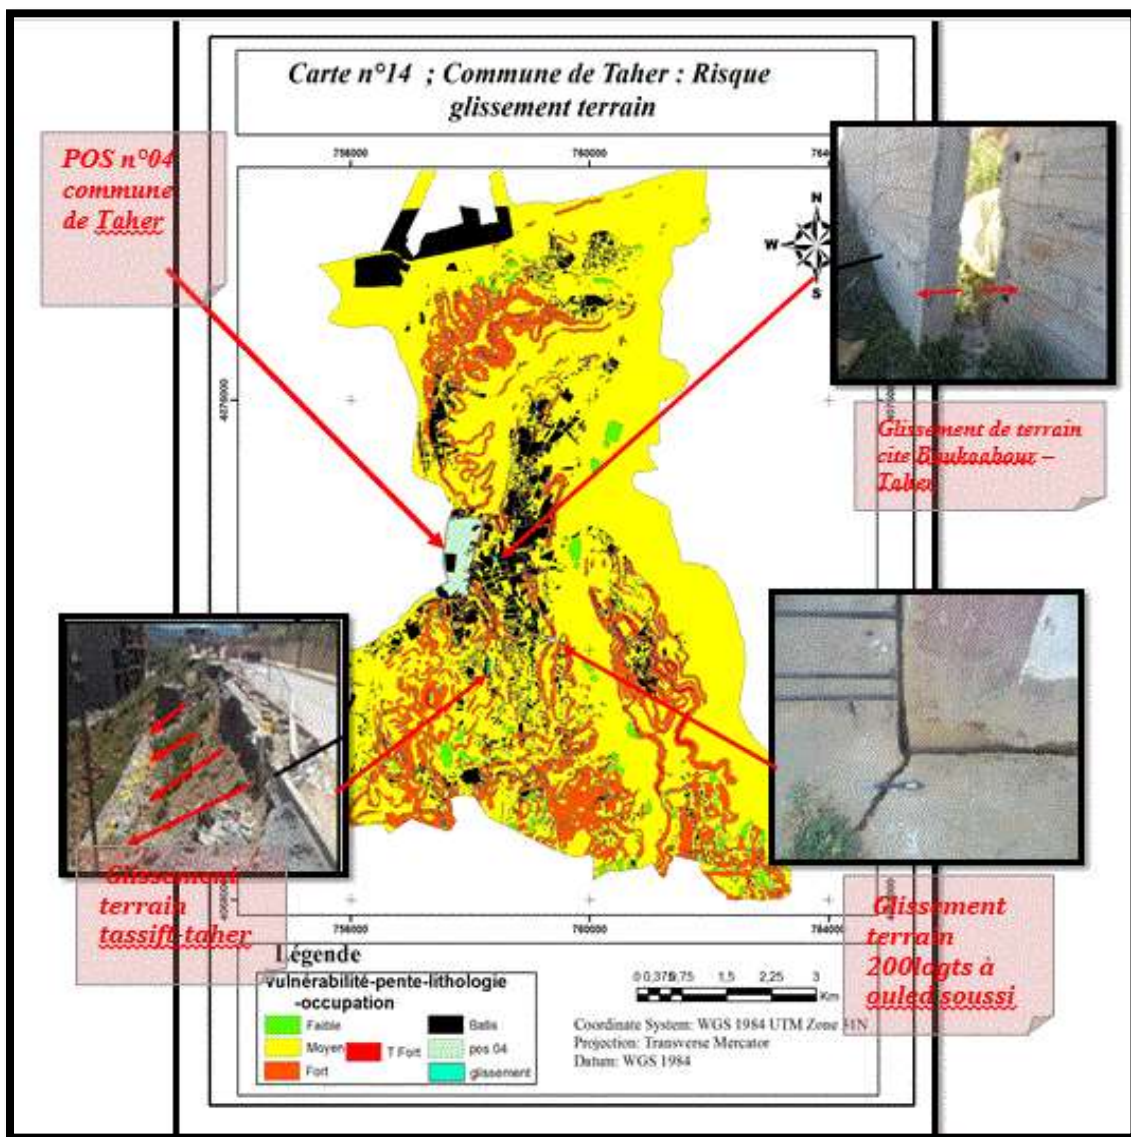 Carte n°14 ; Commune de Taher : Risque
glissement terrain
POS n°04
commune
de Taher
756000
760000
N
W
S
Glissement de terrain
cite Boukaabour –
Taher
Glissement
terrain
tassift-taher
Glissement
terrain
200logts à
ouled soussi
756000
760000
764000
Légende
Vulnérabilité-pente-lithologie
-occupation
Faible
Moyen
Fort
T Fort
Batis
pos 04
glissement
0 0,375 0,75 1,5 2,25 3
Km
Coordinate System: WGS 1984 UTM Zone 31N
Projection: Transverse Mercator
Datum: WGS 1984